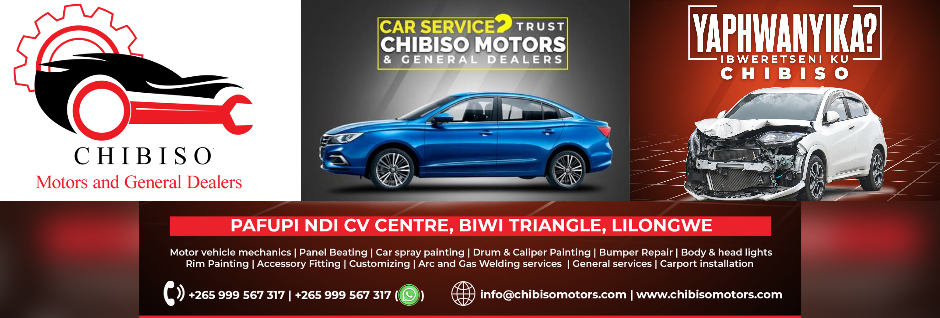 CHIBISO
Motors and General Dealers
CAR SERVICE? TRUST
CHIBISO MOTORS
& GENERAL DEALERS
YAPHWANYIKA?
IBWERETSENI KU
CHIBISO
PAFUPI NDI CV CENTRE, BIWI TRIANGLE, LILONGWE
Motor vehicle mechanics | Panel Beating | Car spray painting | Drum & Caliper Painting | Bumper Repair | Body & head lights
Rim Painting | Accessory Fitting | Customizing | Arc and Gas Welding services | General services | Carport installation
+265 999 567 317 | +265 999 567 317 ( )
info@chibisomotors.com | www.chibisomotors.com